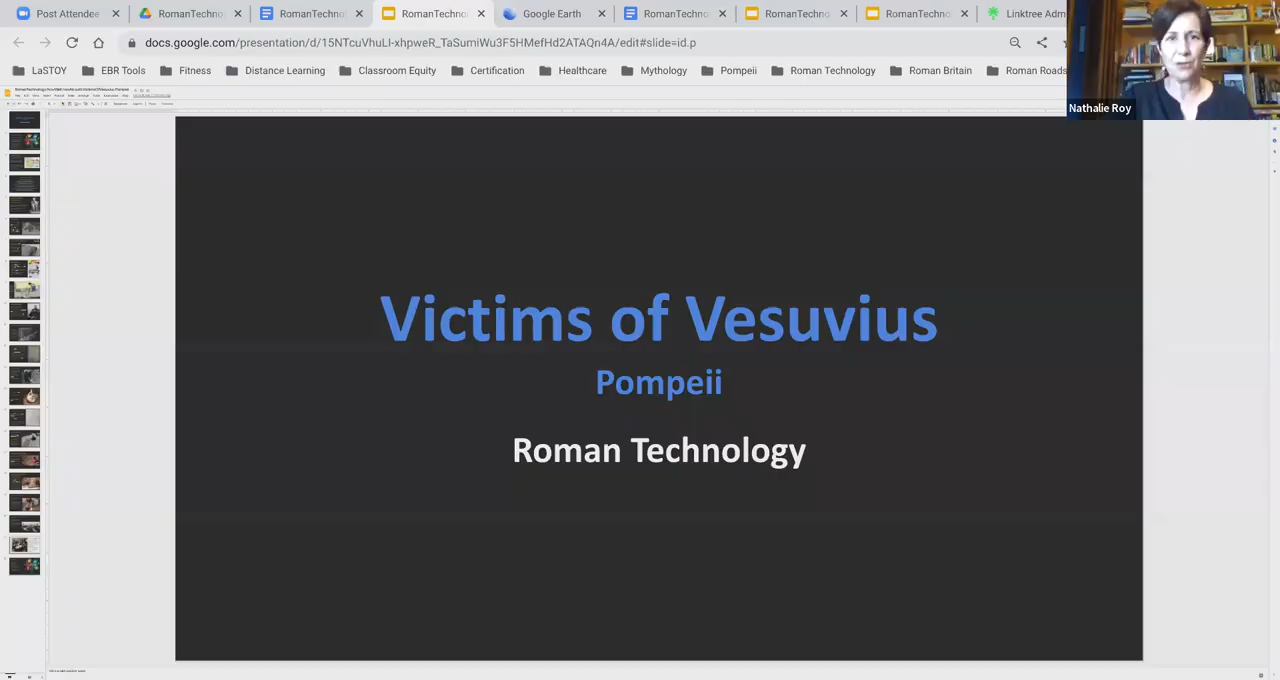 Post Attendee
RomanTechno
RomanTechno
RomanTechno
Google Earth
RomanTechno
RomanTechno
RomanTechno
Linktree Adm
docs.google.com/presentation/d/15NTcuVhuLI-xhpweR_TaSumiWu3F5HMefHd2ATAQn4A/edit#slide=id.p
LaSTOY
EBR Tools
Fitness
Distance Learning
Classroom Equity
Certification
Healthcare
Mythology
Pompeii
Roman Technology
Roman Britain
Roman Roads
Nathalie Roy
Victims of Vesuvius
Pompeii
Roman Technology